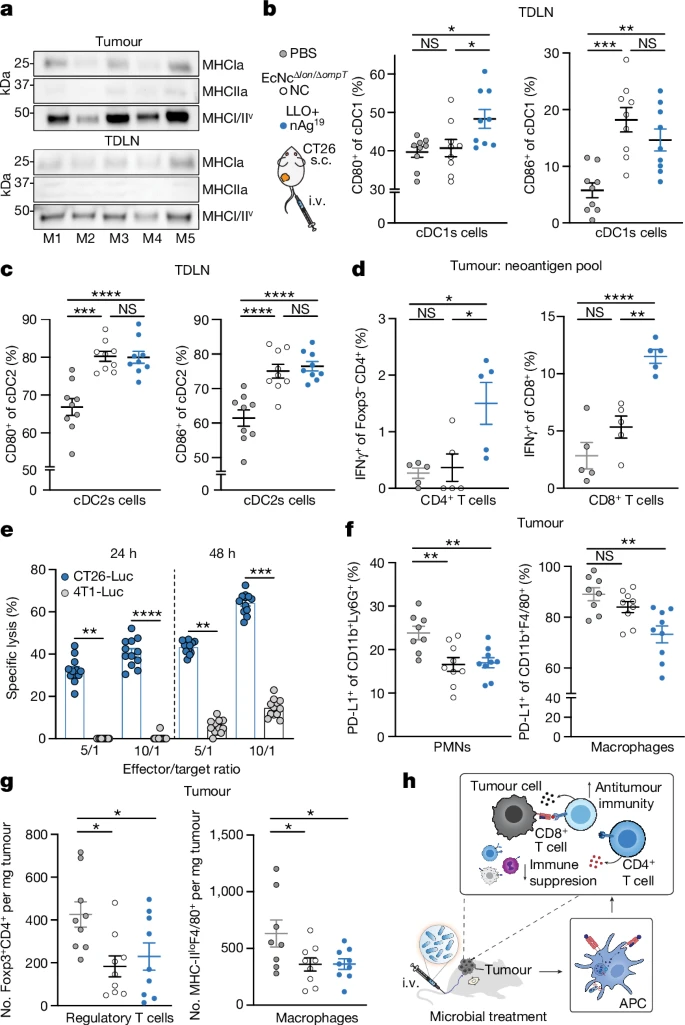 a
Tumour
kDa
25
MHCIa
37
MHCIIa
50
MHCI/IIᵛ
TDLN
kDa
25
MHCIa
37
MHCIIa
50
MHCI/IIᵛ
M1 M2 M3 M4 M5
b
TDLN
PBS
EcNcΔlon/ΔompT
NC
LLO+
nAg¹⁹
CT26
s.c.
i.v.
CD80⁺ of cDC1 (%)
60
50
40
30
0
*
NS
*
cDC1s cells
CD86⁺ of cDC1 (%)
30
20
10
0
**
***
NS
cDC1s cells
c
TDLN
CD80⁺ of cDC2 (%)
90
80
70
60
50
0
****
***
NS
cDC2s cells
CD86⁺ of cDC2 (%)
90
80
70
60
50
0
****
****
NS
cDC2s cells
d
Tumour: neoantigen pool
IFNγ⁺ of Foxp3⁻ CD4⁺ (%)
3
2
1
0
*
NS
*
CD4⁺ T cells
IFNγ⁺ of CD8⁺ (%)
15
10
5
0
****
NS
**
CD8⁺ T cells
e
24 h
48 h
CT26-Luc
4T1-Luc
Specific lysis (%)
80
60
40
20
0
**
****
**
***
5/1 10/1 5/1 10/1
Effector/target ratio
f
Tumour
PD-L1⁺ of CD11b⁺Ly6G⁺ (%)
40
30
20
10
0
**
**
PMNs
PD-L1⁺ of CD11b⁺F4/80⁺ (%)
100
80
60
40
20
0
**
NS
Macrophages
g
Tumour
No. Foxp3⁺CD4⁺ per mg tumour
800
600
400
200
0
*
*
Regulatory T cells
No. MHC-IIˡᵒF4/80⁺ per mg tumour
1,500
1,000
500
0
*
*
Macrophages
h
Tumour cell
Antitumour
immunity
CD8⁺
T cell
Immune
suppresion
CD4⁺
T cell
i.v.
Tumour
APC
Microbial treatment